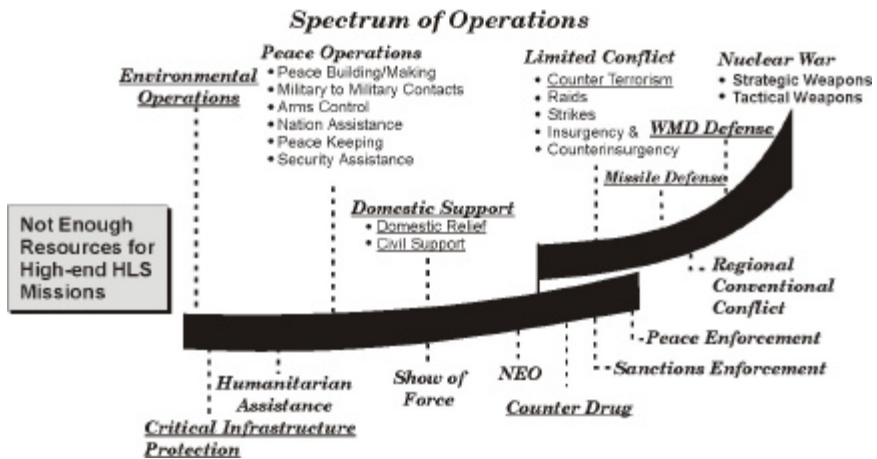 Spectrum of Operations
Environmental
Operations
Peace Operations
• Peace Building/Making
• Military to Military Contacts
• Arms Control
• Nation Assistance
• Peace Keeping
• Security Assistance
Limited Conflict
• Counter Terrorism
• Raids
• Strikes
• Insurgency &
• Counterinsurgency
Nuclear War
• Strategic Weapons
• Tactical Weapons
WMD Defense
Missile Defense
Domestic Support
• Domestic Relief
• Civil Support
Not Enough
Resources for
High-end HLS
Missions
Regional
Conventional
Conflict
Peace Enforcement
Sanctions Enforcement
Humanitarian
Assistance
Show of
Force
NEO
Counter Drug
Critical Infrastructure
Protection